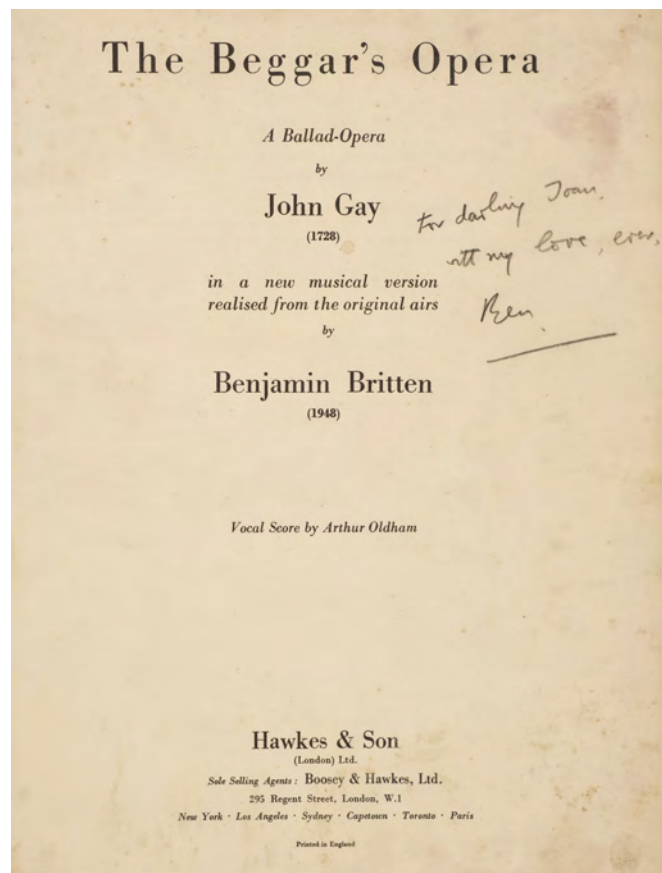 The Beggar's Opera
A Ballad-Opera
by
John Gay
(1728)
For darling Joan,
with my love, ever,
Ben.
in a new musical version
realised from the original airs
by
Benjamin Britten
(1948)
Vocal Score by Arthur Oldham
Hawkes & Son
(London) Ltd.
Sole Selling Agents: Boosey & Hawkes, Ltd.
295 Regent Street, London, W.1
New York · Los Angeles · Sydney · Capetown · Toronto · Paris
Printed in England